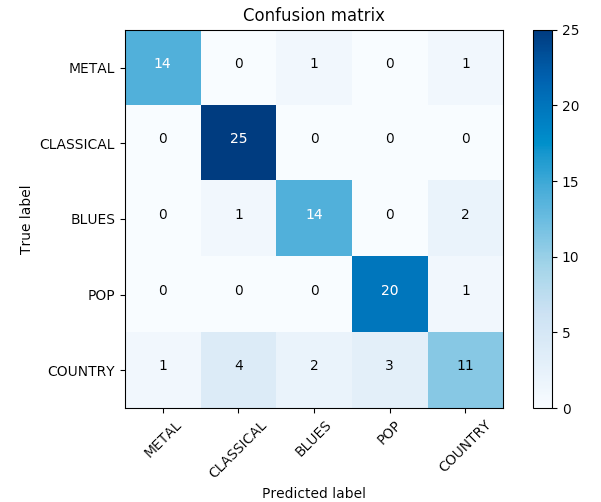 Confusion matrix
True label
METAL 14 0 1 0 1
CLASSICAL 0 25 0 0 0
BLUES 0 1 14 0 2
POP 0 0 0 20 1
COUNTRY 1 4 2 3 11
METAL CLASSICAL BLUES POP COUNTRY
Predicted label
25
20
15
10
5
0